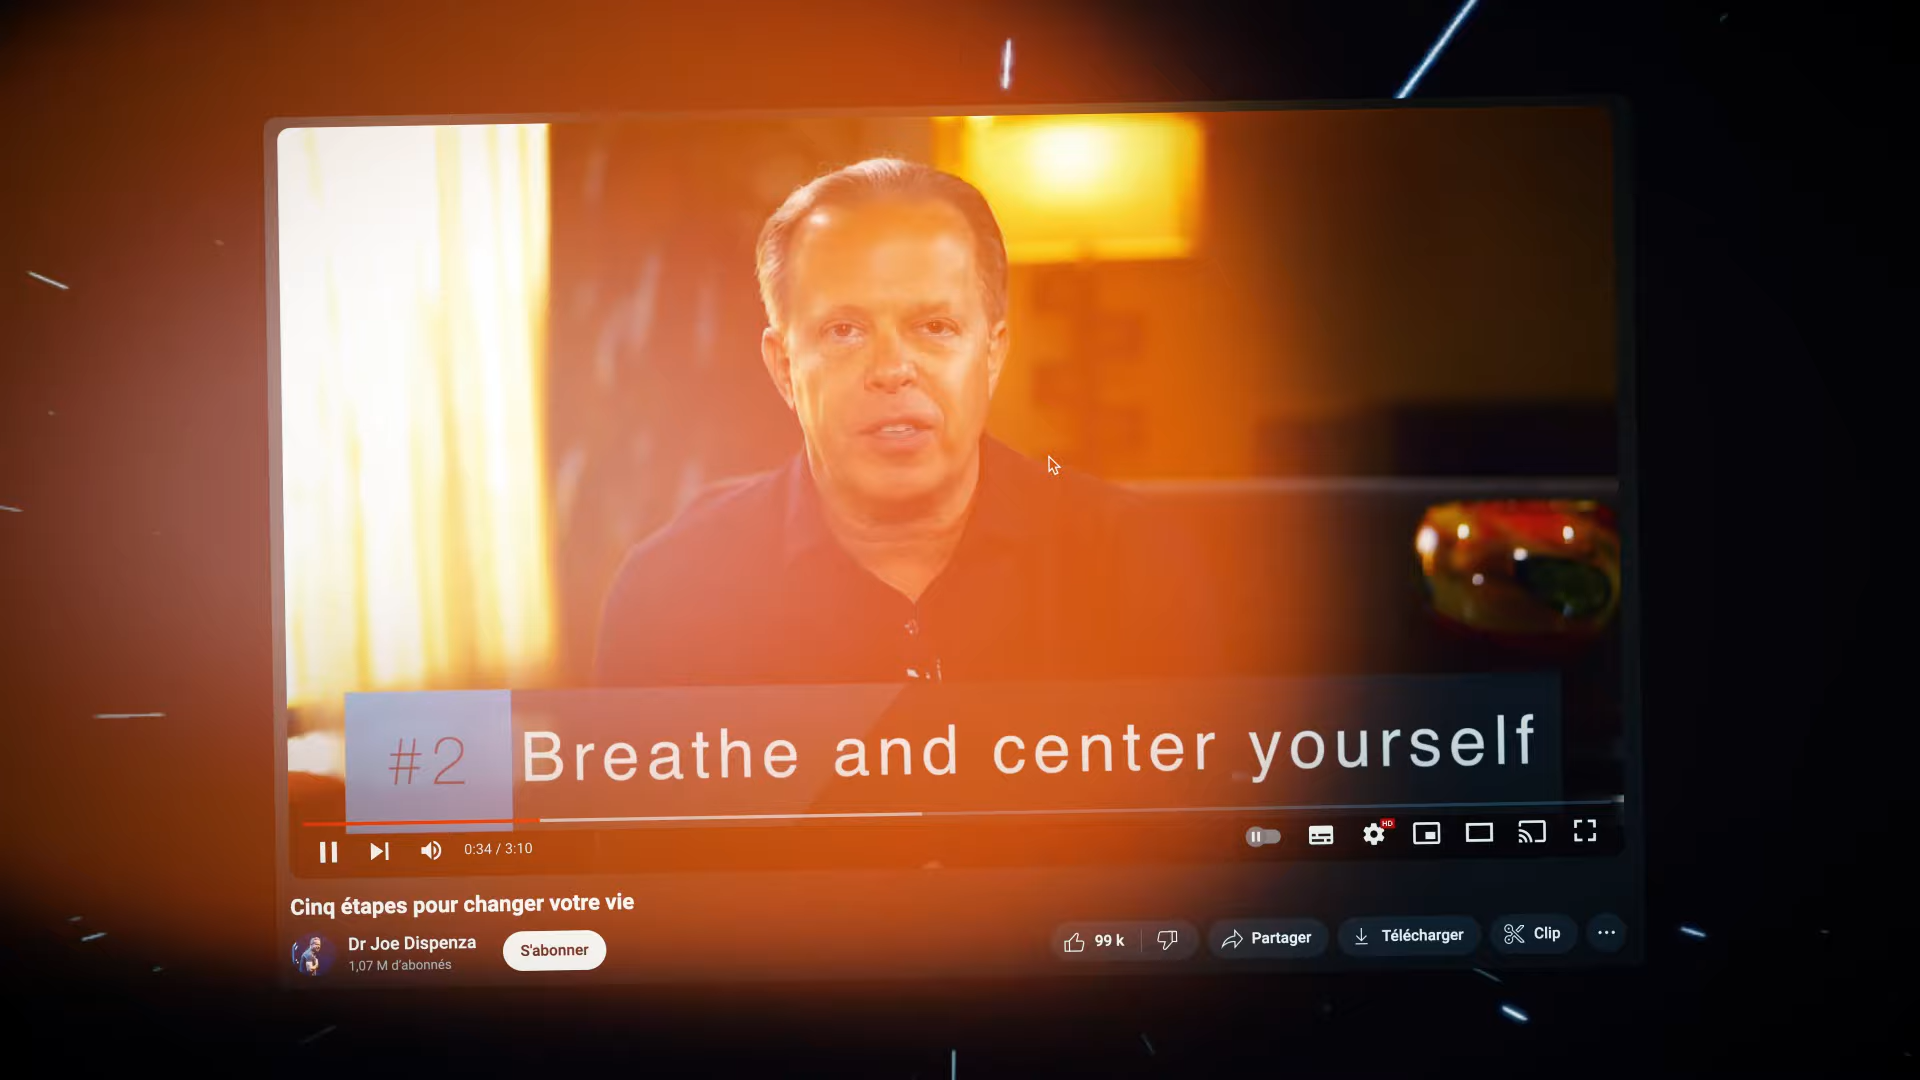 #2 Breathe and center yourself
0:34 / 3:10
HD
Cinq étapes pour changer votre vie
Dr Joe Dispenza
1,07 M d'abonnés
S'abonner
99 k
Partager
Télécharger
Clip